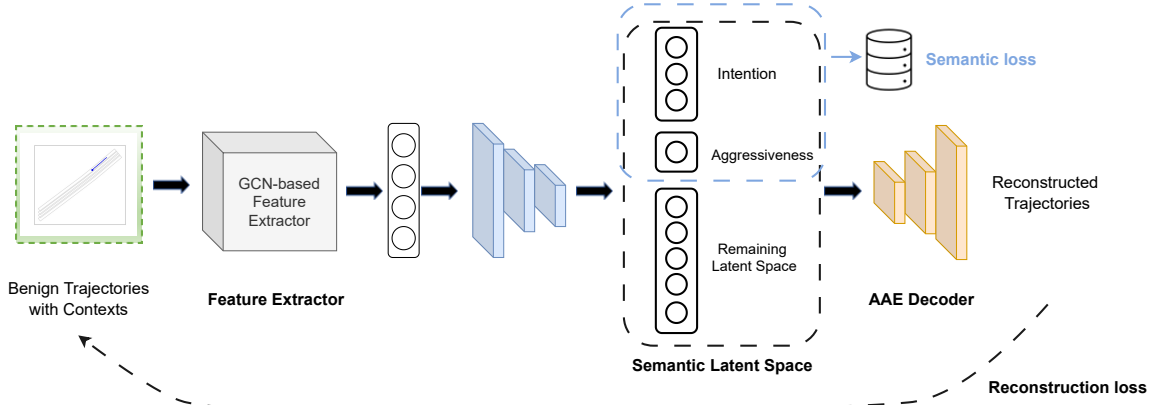 Benign Trajectories
with Contexts
GCN-based
Feature
Extractor
Feature Extractor
Intention
Aggressiveness
Remaining
Latent Space
Semantic Latent Space
Semantic loss
AAE Decoder
Reconstructed
Trajectories
Reconstruction loss